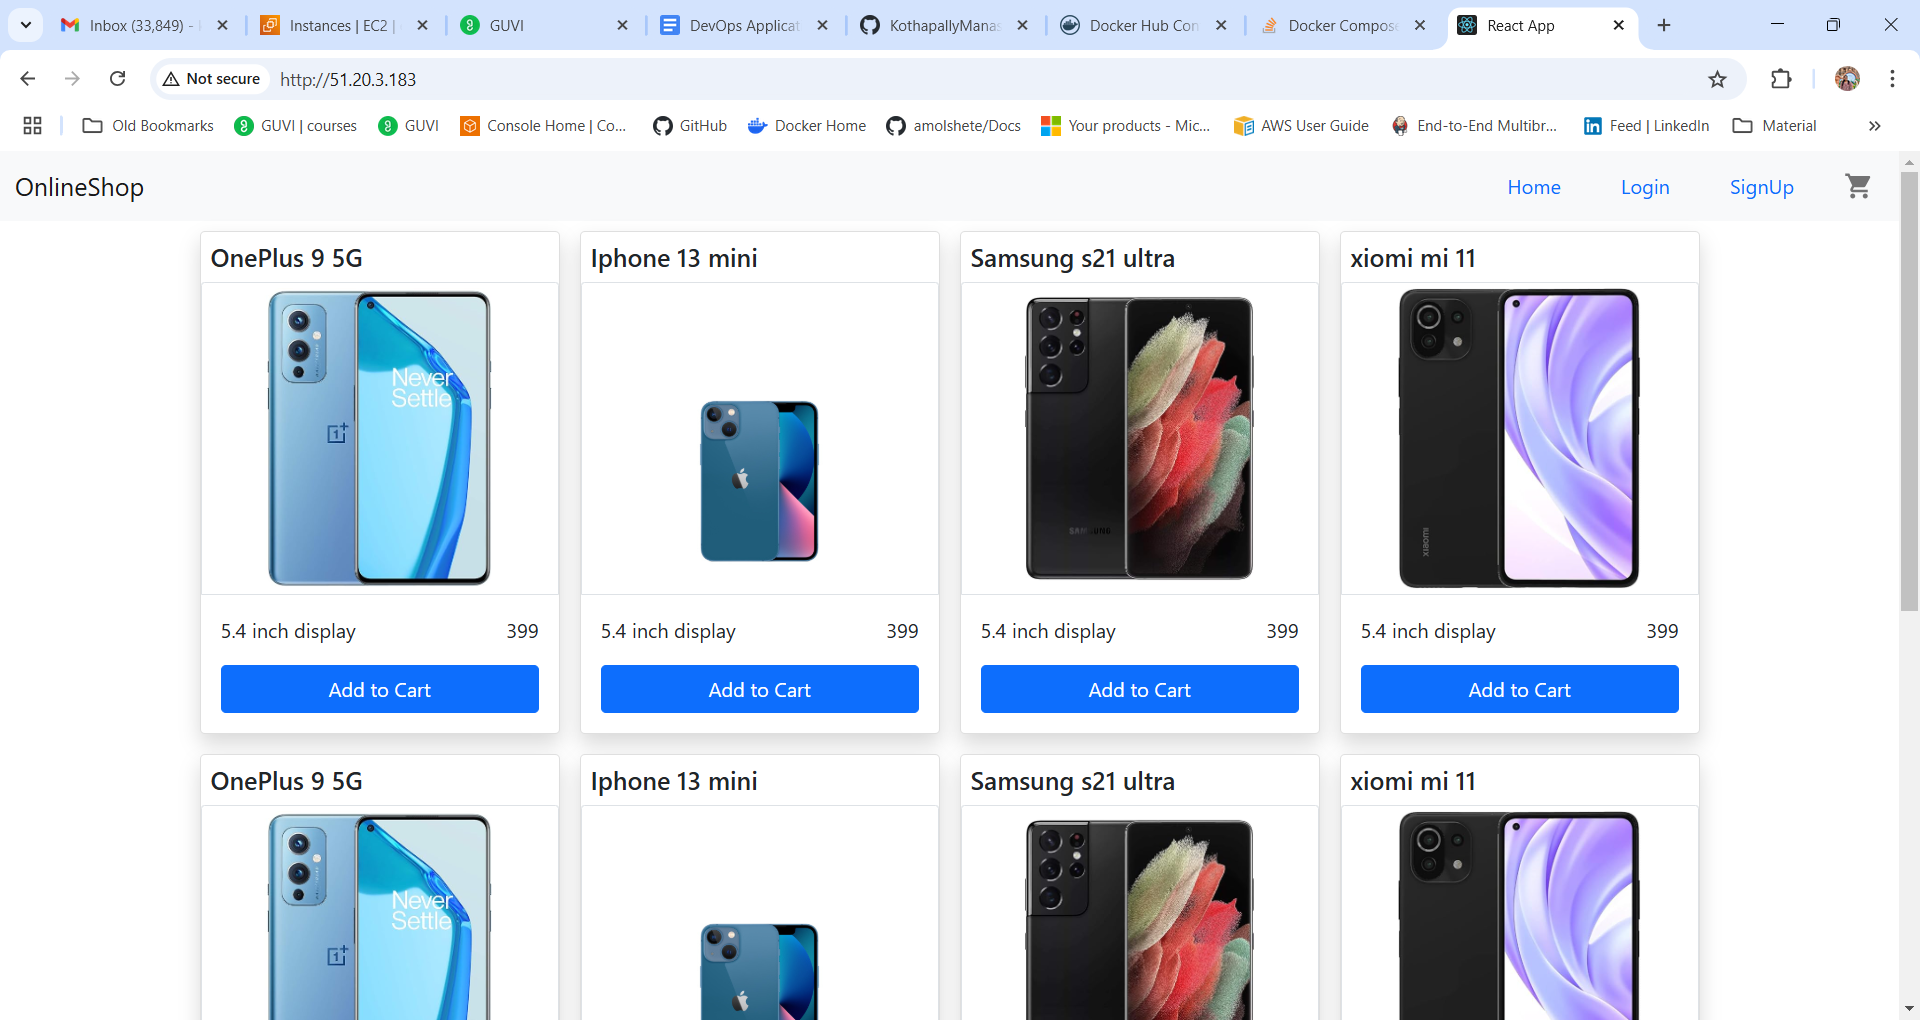 Inbox (33,849) -
Instances | EC2 |
GUVI
DevOps Applicat
KothapallyManas
Docker Hub Con
Docker Compose
React App
Not secure
http://51.20.3.183
Old Bookmarks
GUVI | courses
GUVI
Console Home | Co...
GitHub
Docker Home
amolshete/Docs
Your products - Mic...
AWS User Guide
End-to-End Multibr...
Feed | LinkedIn
Material
OnlineShop
Home
Login
SignUp
OnePlus 9 5G
Iphone 13 mini
Samsung s21 ultra
xiomi mi 11
Never
Settle
SAMSUNG
xiaomi
5.4 inch display 399
5.4 inch display 399
5.4 inch display 399
5.4 inch display 399
Add to Cart
Add to Cart
Add to Cart
Add to Cart
OnePlus 9 5G
Iphone 13 mini
Samsung s21 ultra
xiomi mi 11
Never
Settle